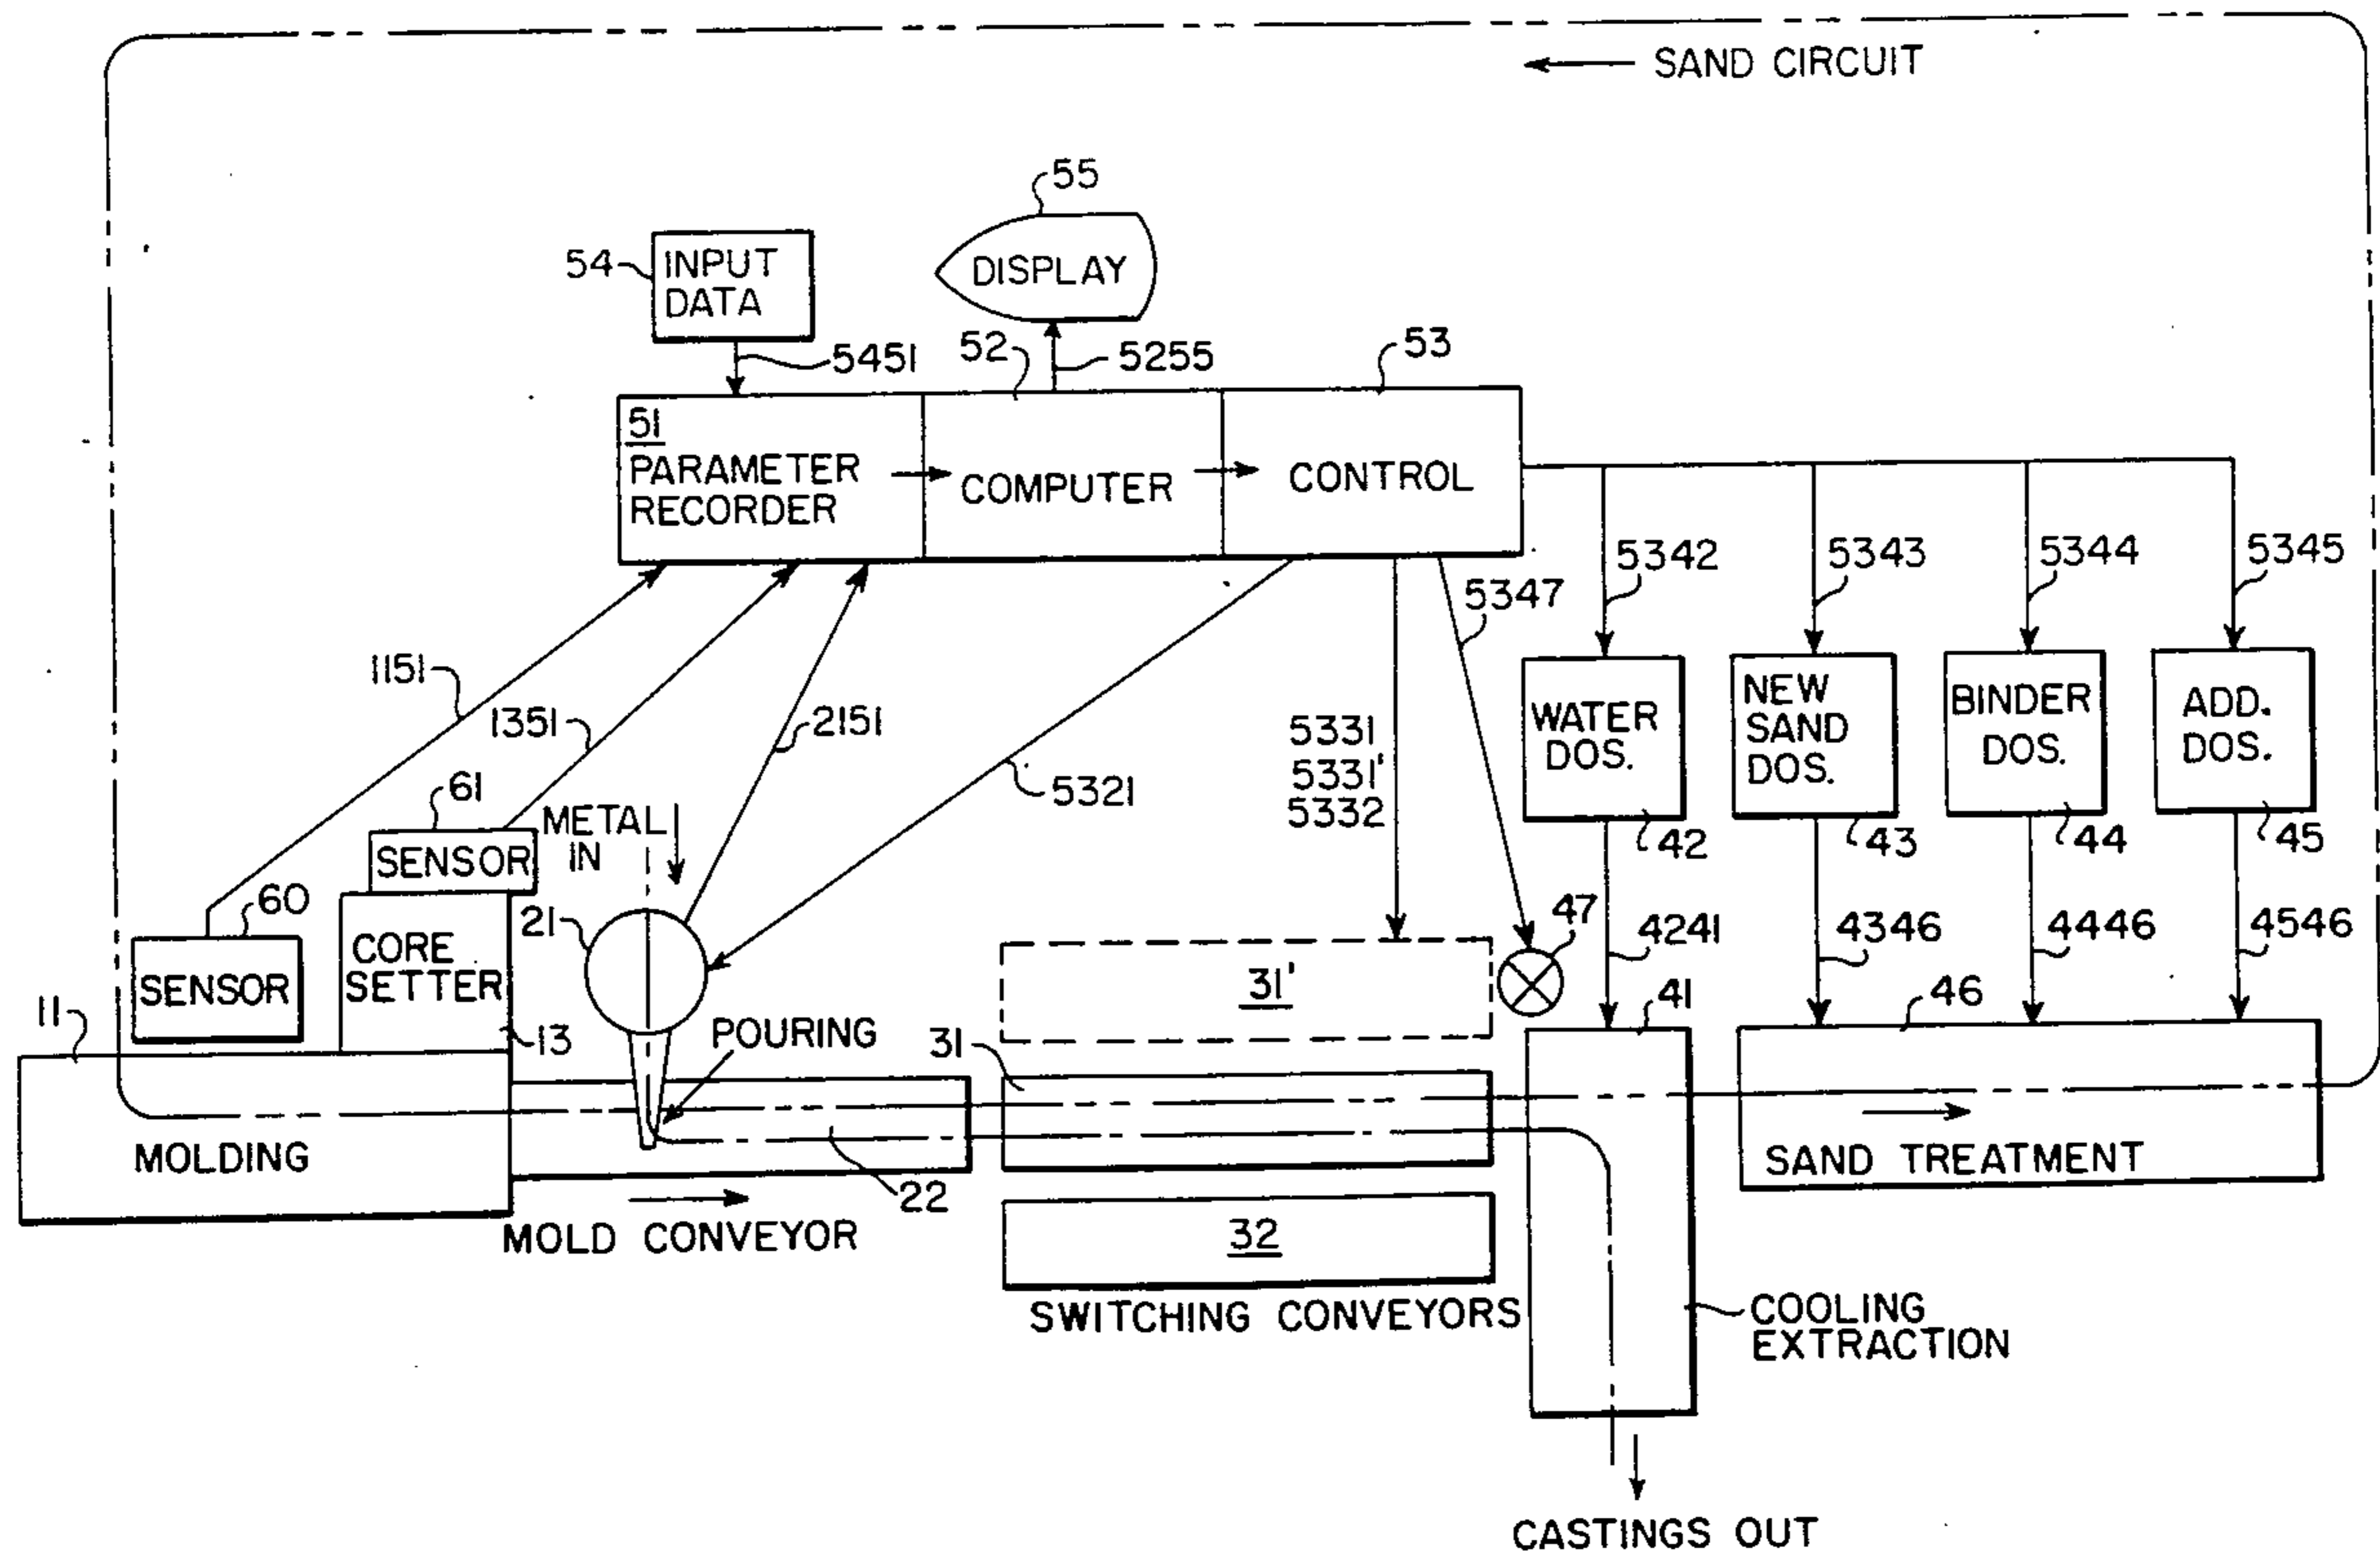 SAND CIRCUIT
55
54
INPUT
DATA
DISPLAY
5451
52
5255
53
51
PARAMETER
RECORDER
COMPUTER
CONTROL
5342
5343
5344
5345
5347
1151
1351
2151
5321
5331
5331'
5332
WATER
DOS.
NEW
SAND
DOS.
BINDER
DOS.
ADD.
DOS.
42
43
44
45
61
SENSOR
METAL
IN
60
SENSOR
CORE
SETTER
21
11
13
POURING
31'
47
4241
4346
4446
4546
41
46
31
MOLDING
22
MOLD CONVEYOR
32
SWITCHING CONVEYORS
SAND TREATMENT
COOLING
EXTRACTION
CASTINGS OUT